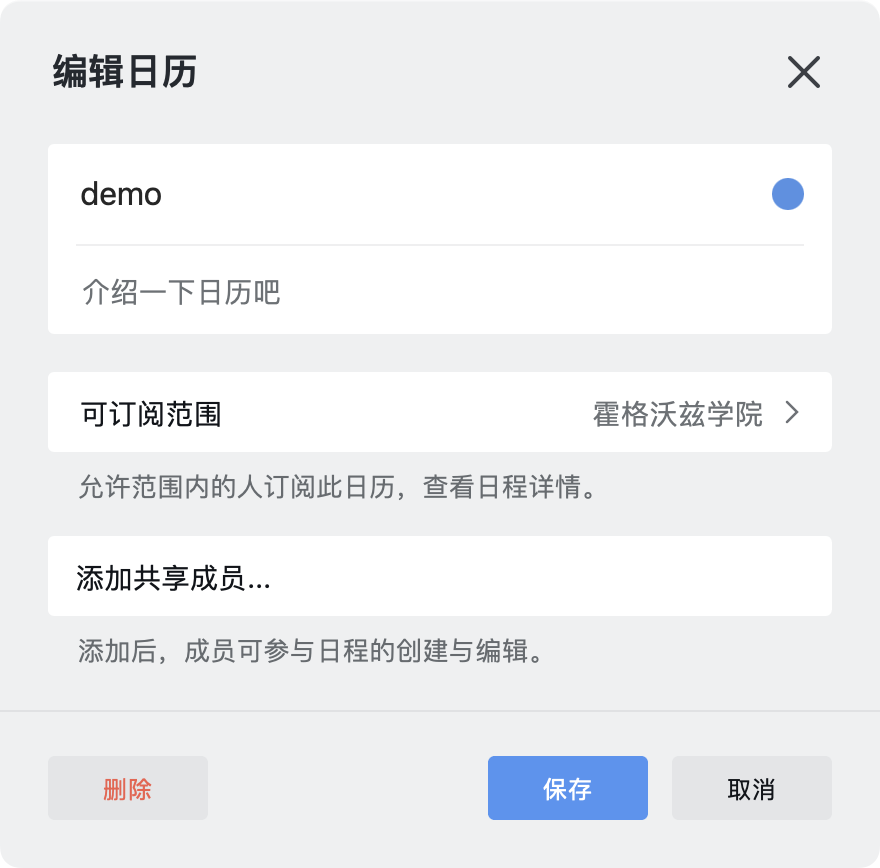 编辑日历
demo
介绍一下日历吧
可订阅范围 霍格沃兹学院
允许范围内的人订阅此日历，查看日程详情。
添加共享成员...
添加后，成员可参与日程的创建与编辑。
删除 保存 取消